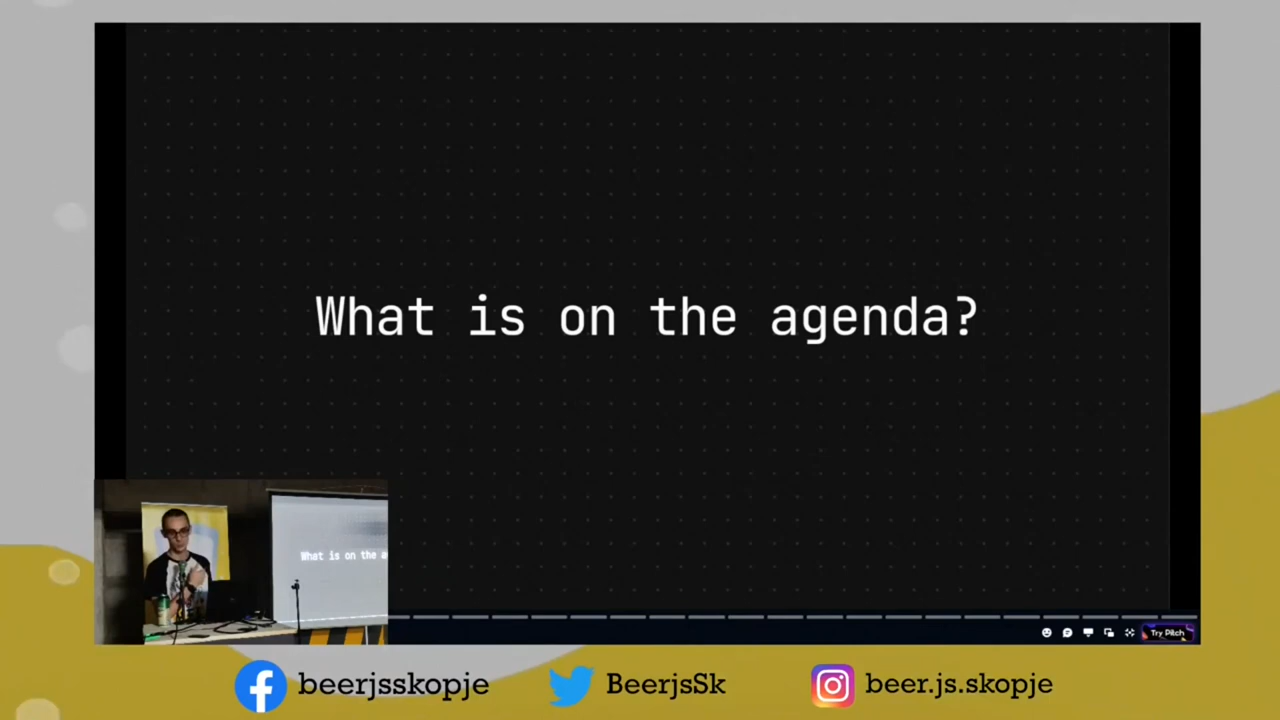 What is on the agenda?
What is on the a
Try Pitch
beerjsskopje
BeerjsSk
beer.js.skopje